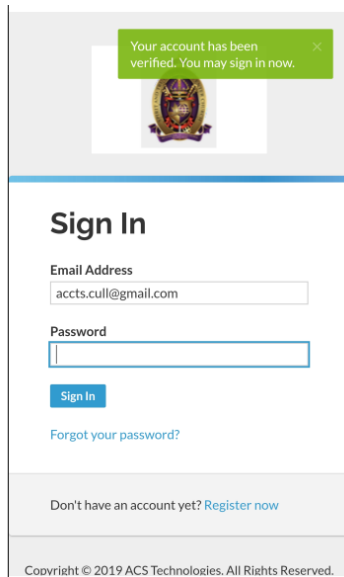 Your account has been
verified. You may sign in now.
Sign In
Email Address
accts.cull@gmail.com
Password
Sign In
Forgot your password?
Don't have an account yet? Register now
Copyright © 2019 ACS Technologies. All Rights Reserved.